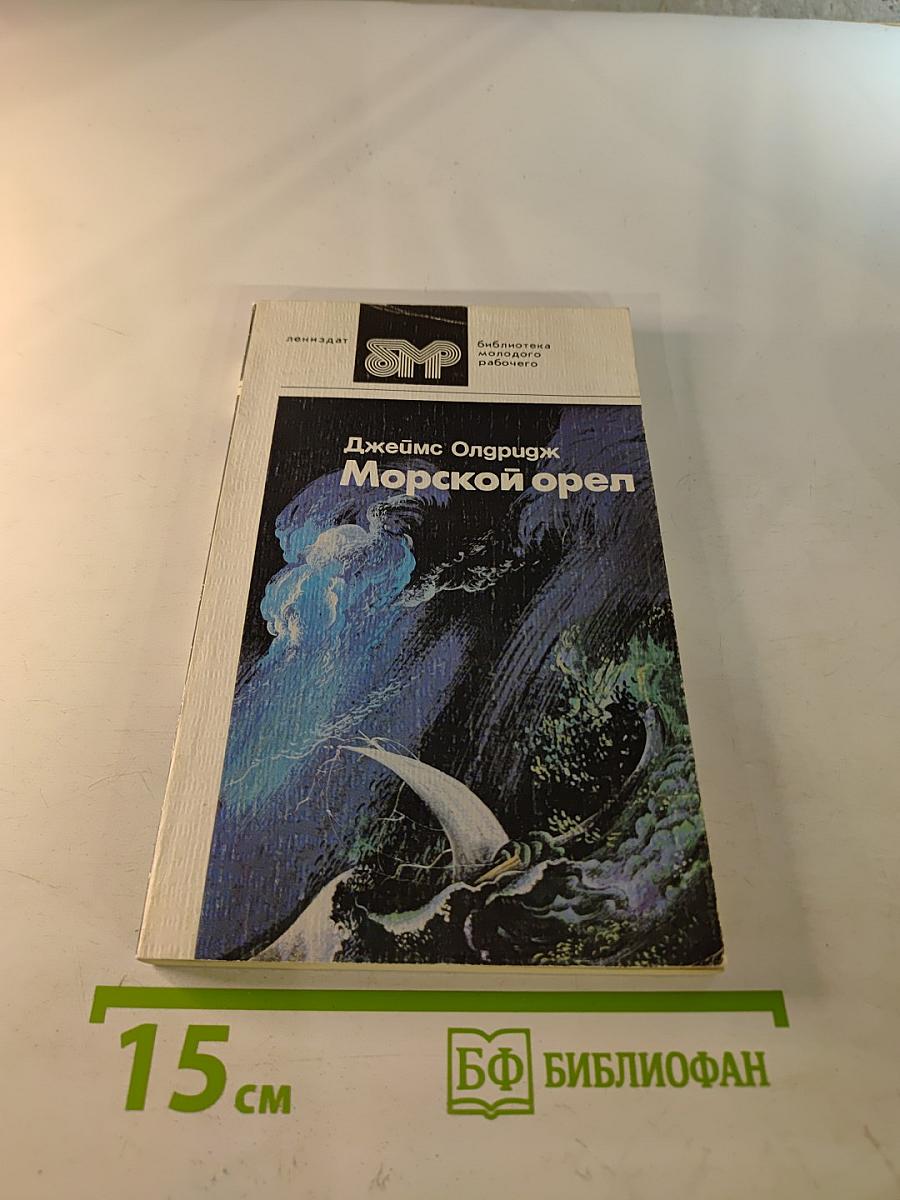 лениздат
бмр
библиотека
молодого
рабочего
Джеймс Олдридж
Морской орел
15 см
БФ БИБЛИОФАН